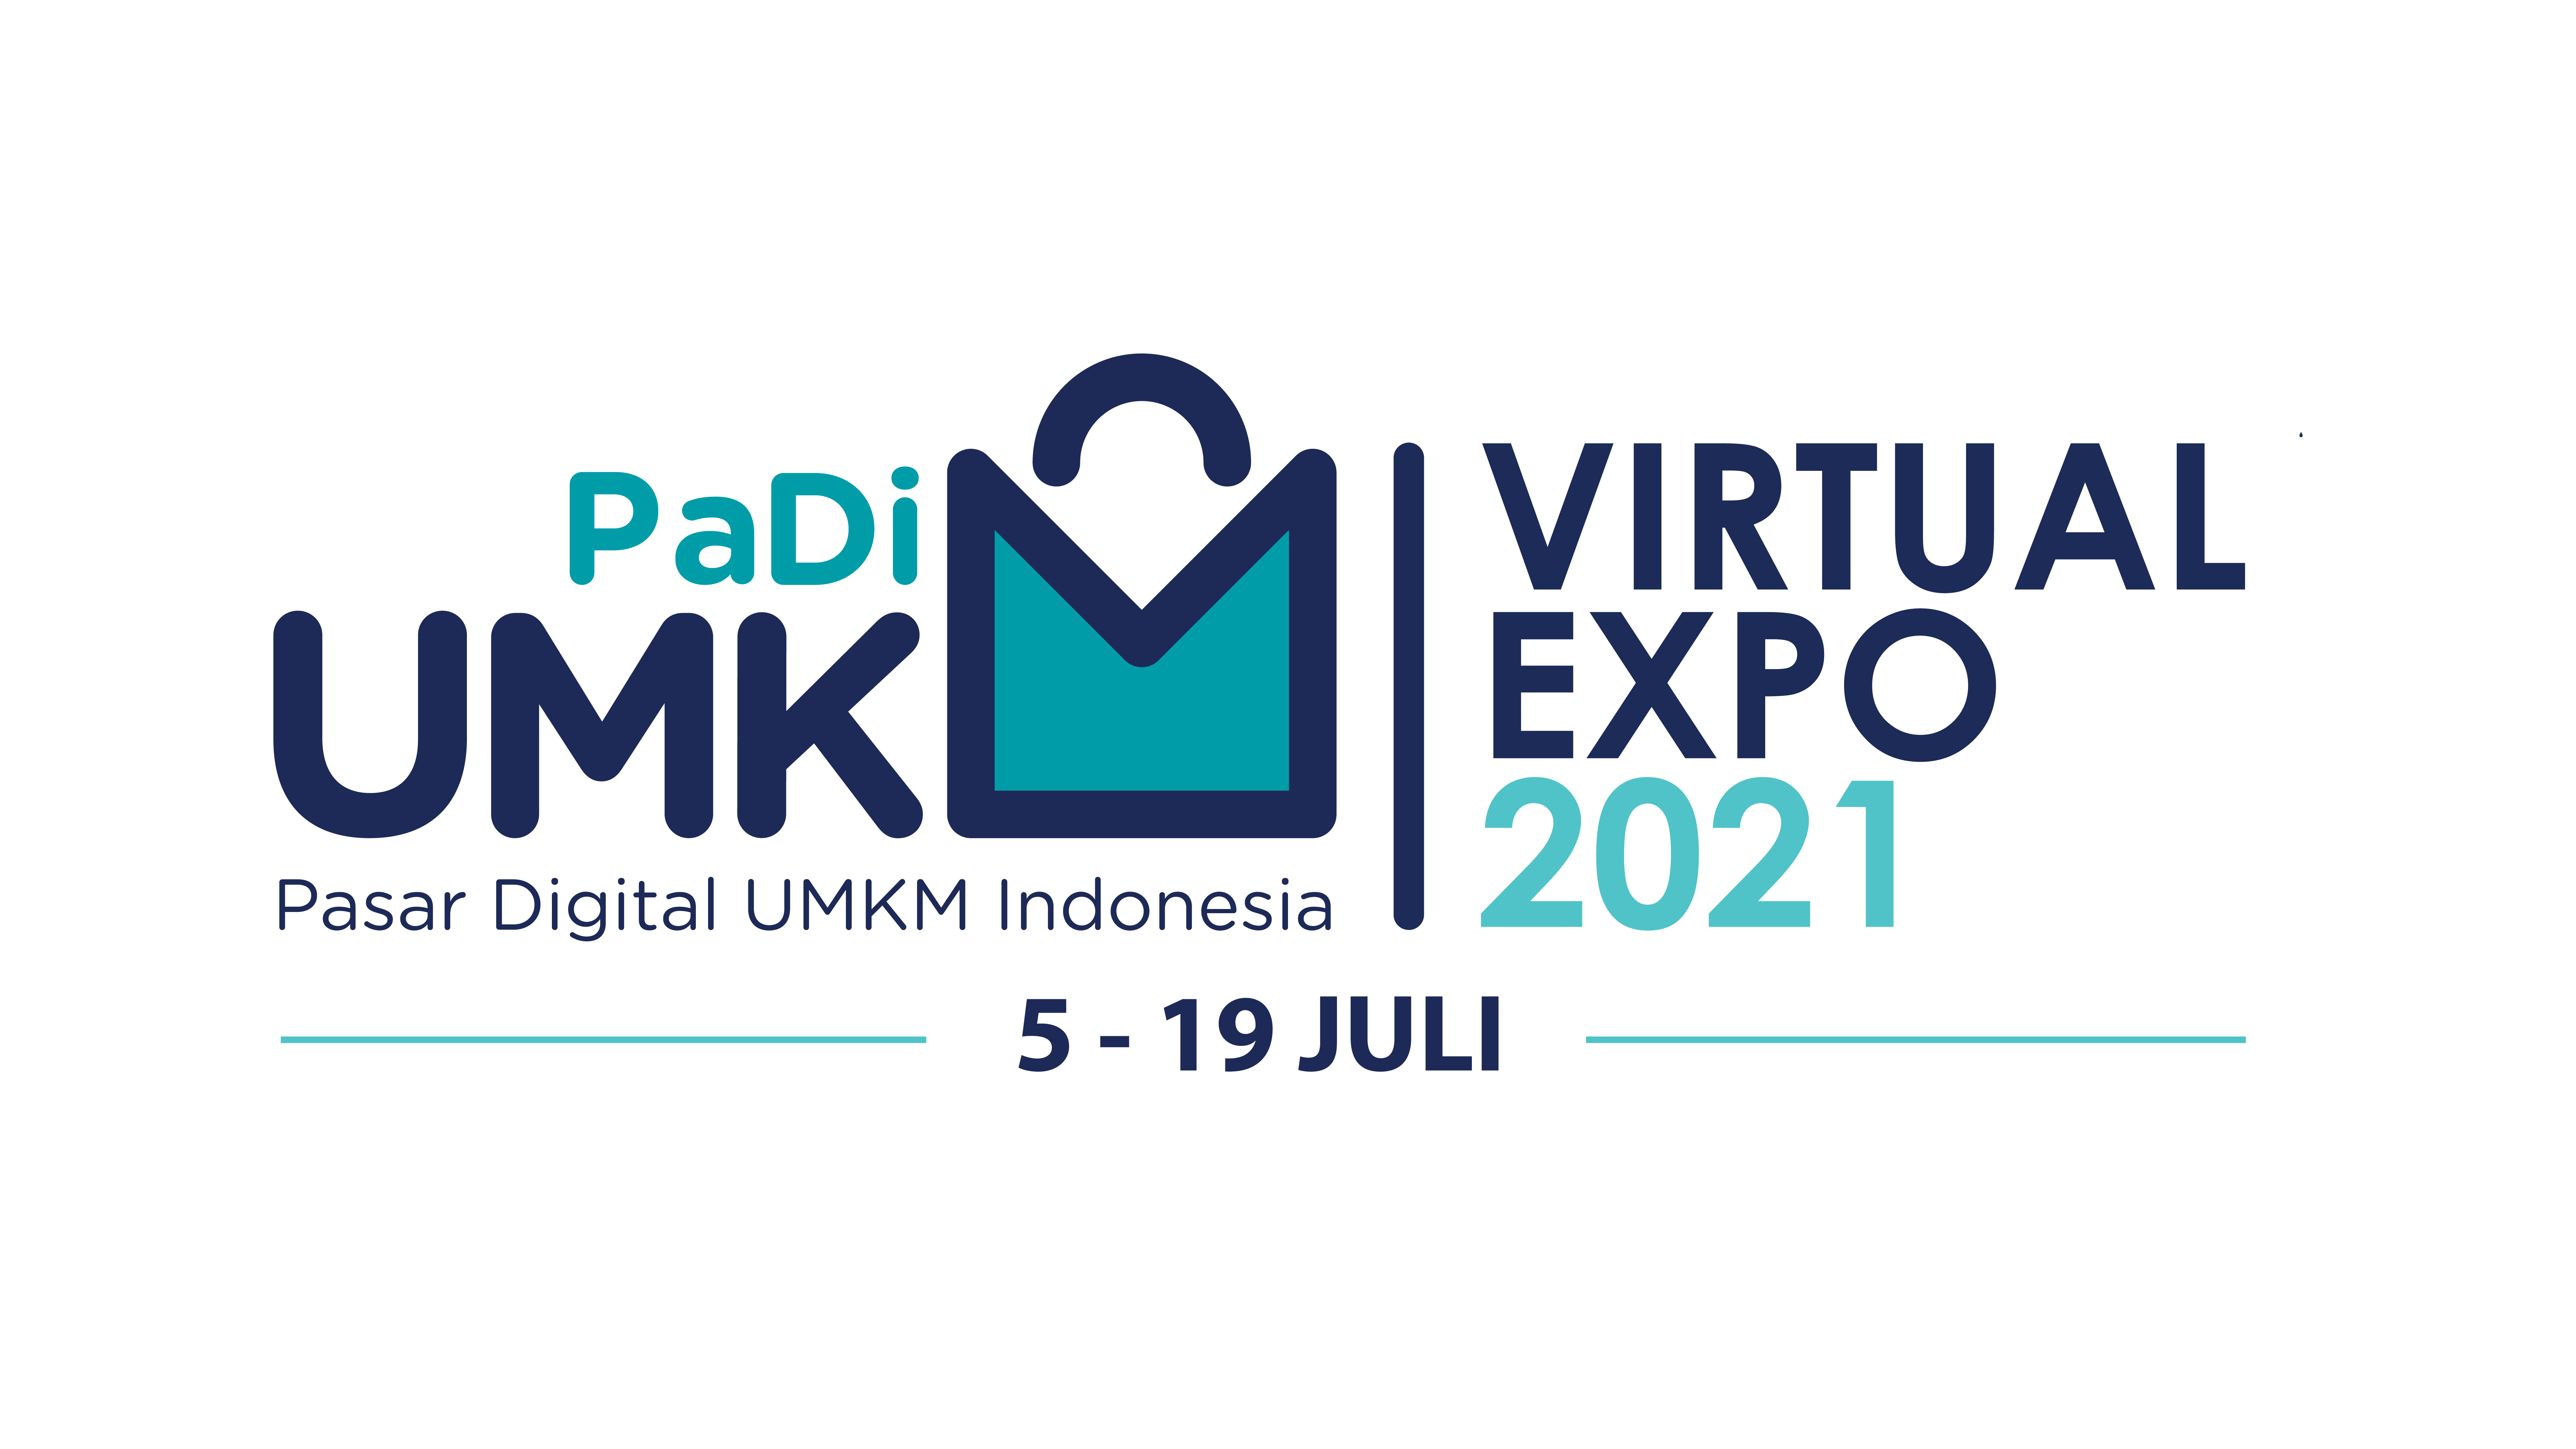 PaDi
UMKM
Pasar Digital UMKM Indonesia
VIRTUAL
EXPO
2021
5 - 19 JULI